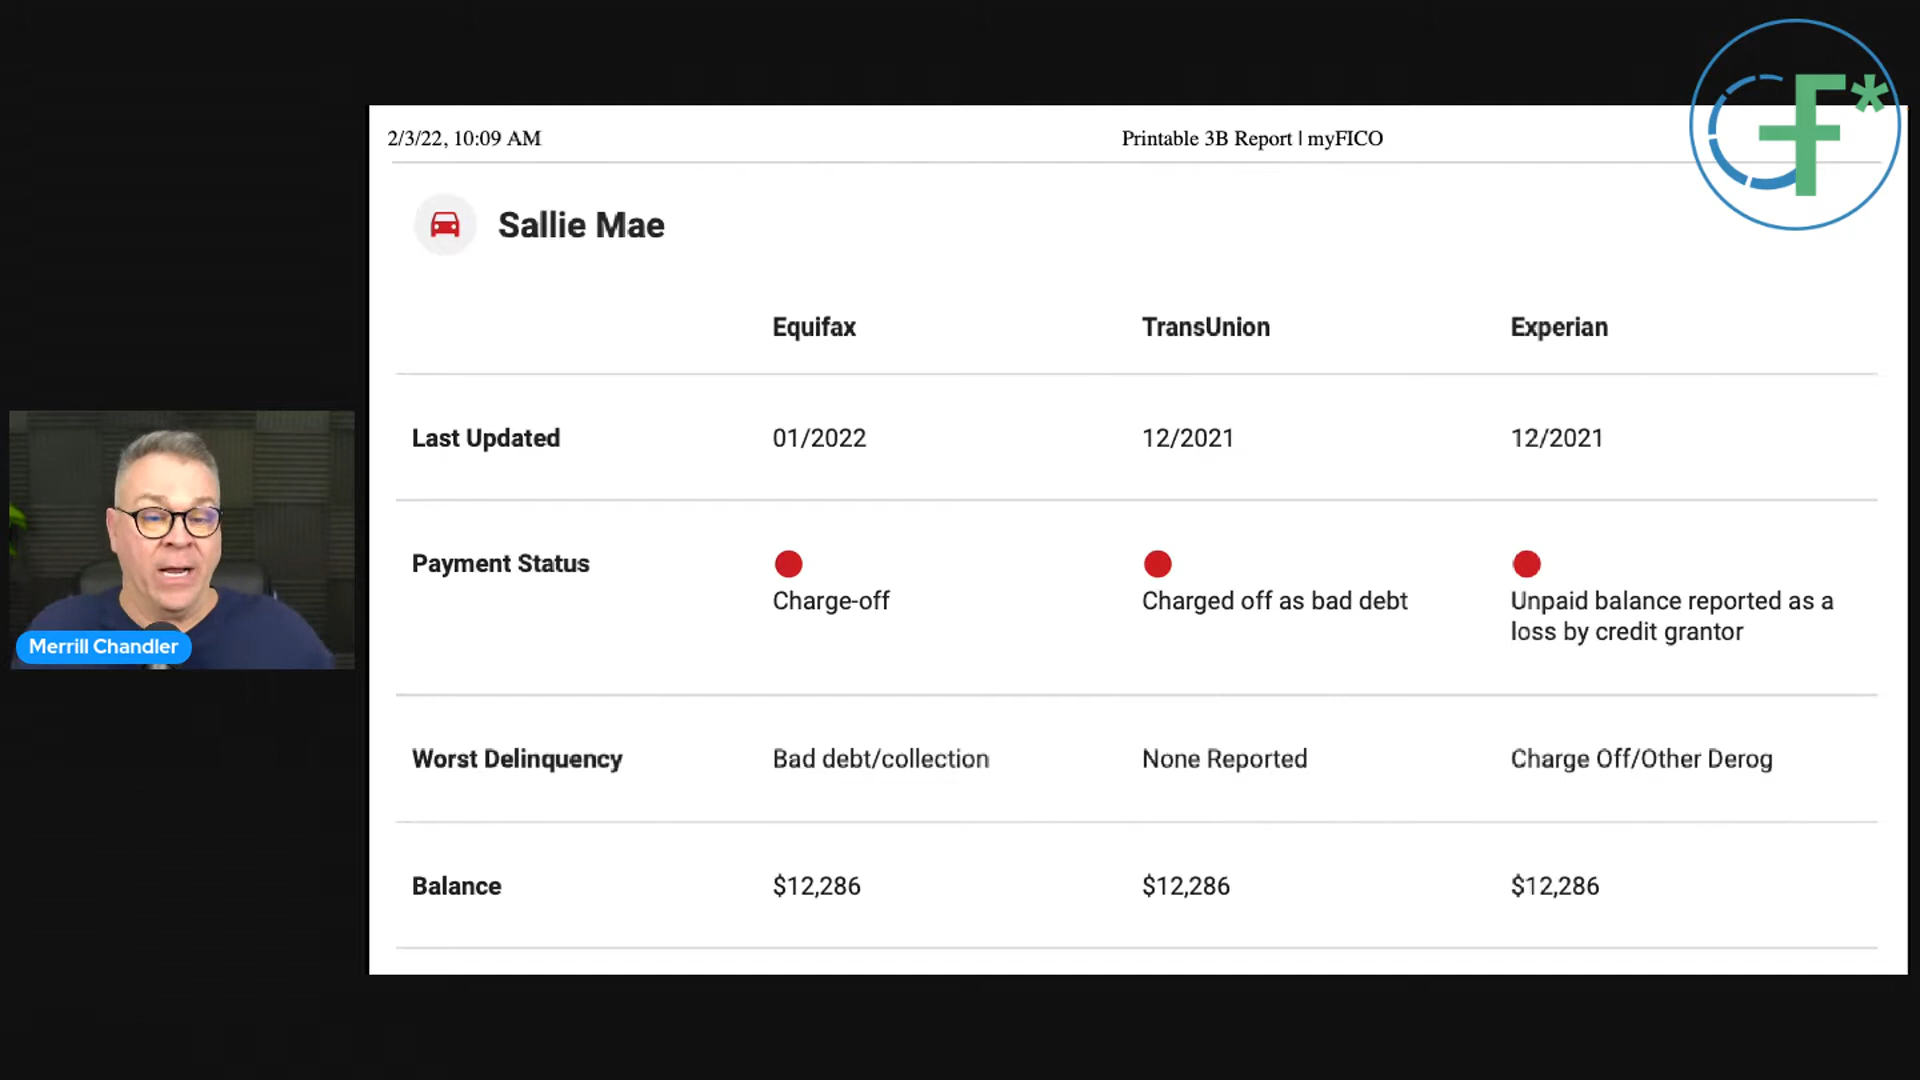 2/3/22, 10:09 AM Printable 3B Report | myFICO
Sallie Mae
Equifax TransUnion Experian
Last Updated 01/2022 12/2021 12/2021
Payment Status Charge-off Charged off as bad debt Unpaid balance reported as a
loss by credit grantor
Worst Delinquency Bad debt/collection None Reported Charge Off/Other Derog
Balance $12,286 $12,286 $12,286
Merrill Chandler
GF*